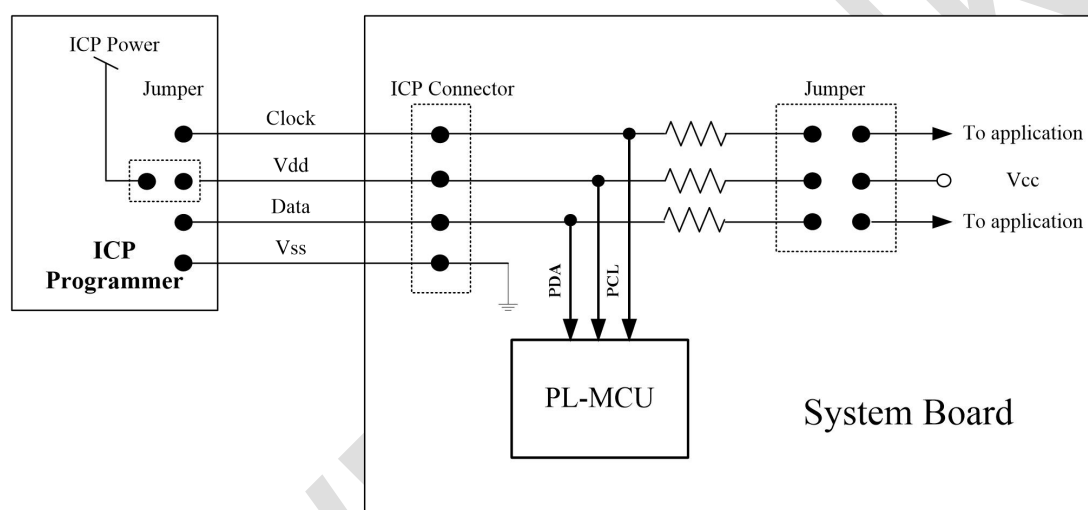 ICP Power
Jumper
ICP Connector
Jumper
Clock
To application
Vdd
Vcc
Data
To application
ICP
Programmer
Vss
PDA
PCL
PL-MCU
System Board